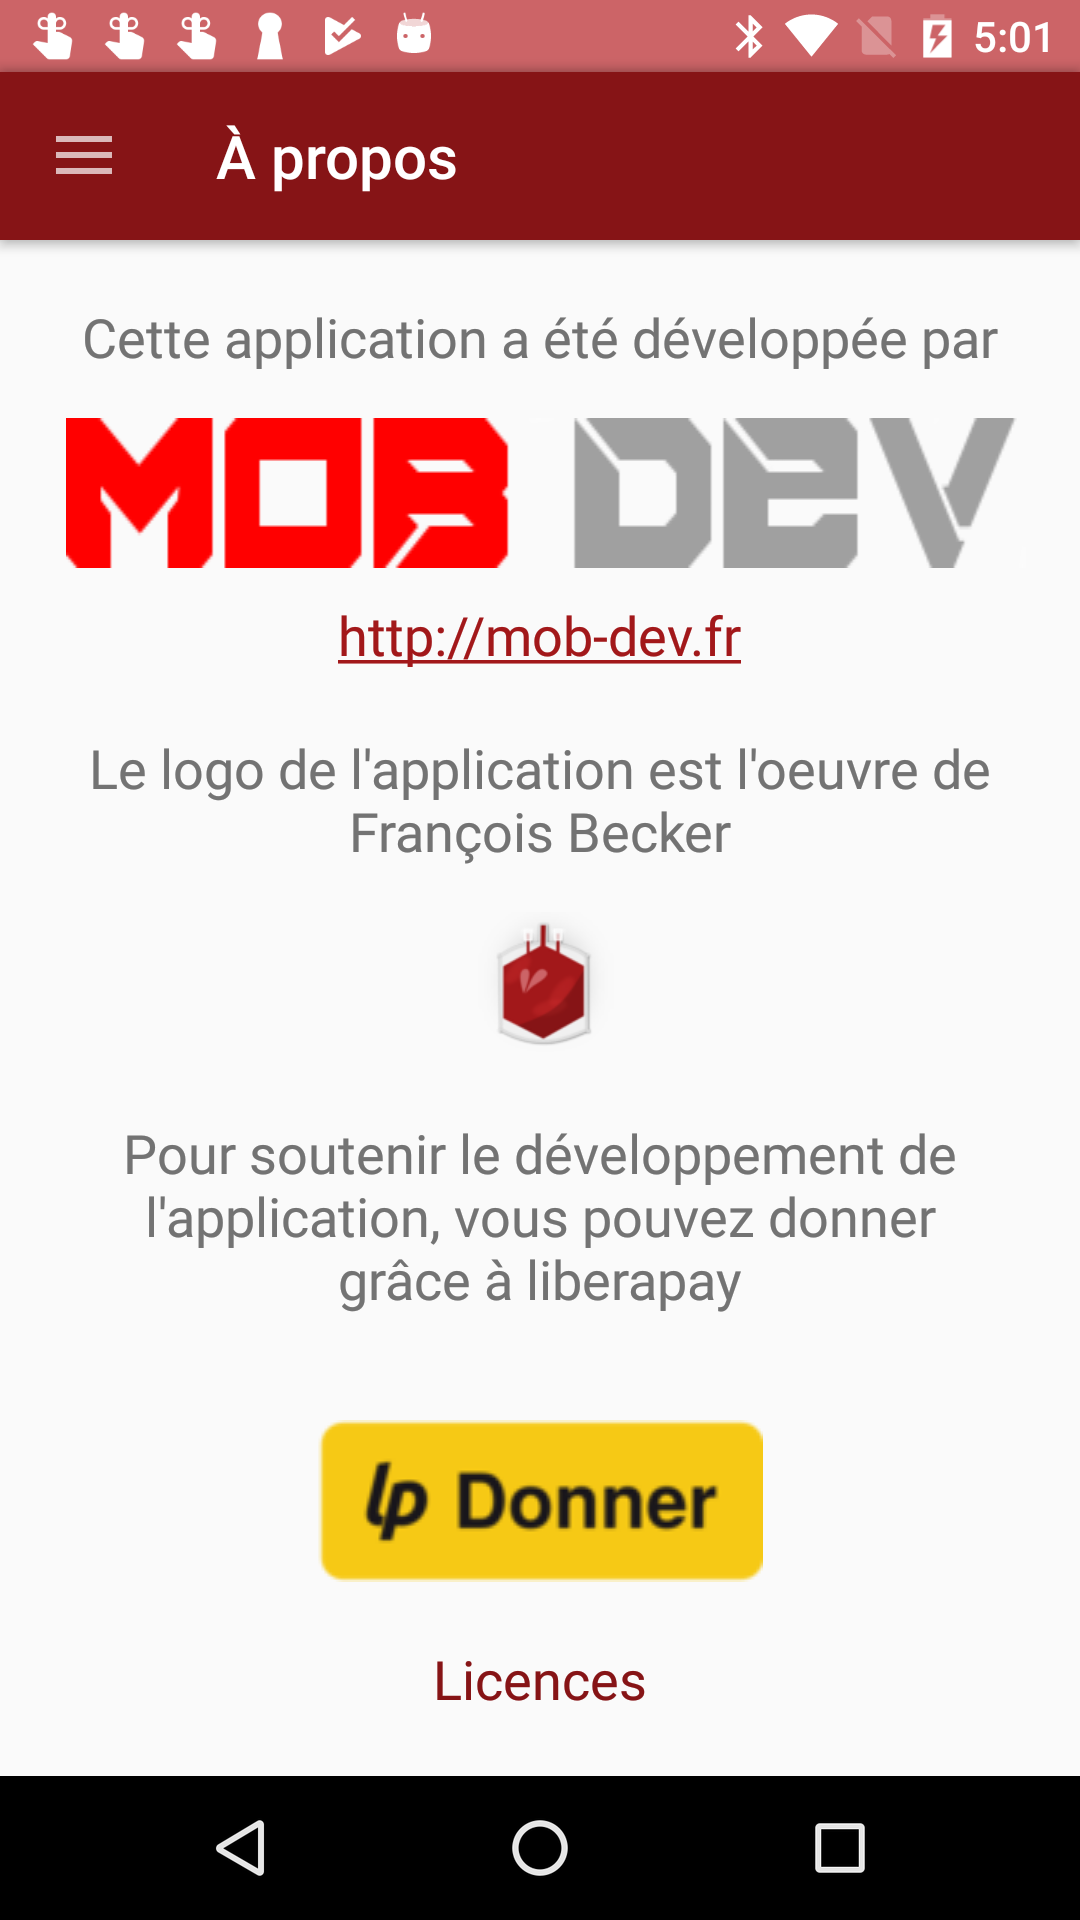 5:01
À propos
Cette application a été développée par
MOB DEV
http://mob-dev.fr
Le logo de l'application est l'oeuvre de
François Becker
Pour soutenir le développement de
l'application, vous pouvez donner
grâce à liberapay
lp Donner
Licences